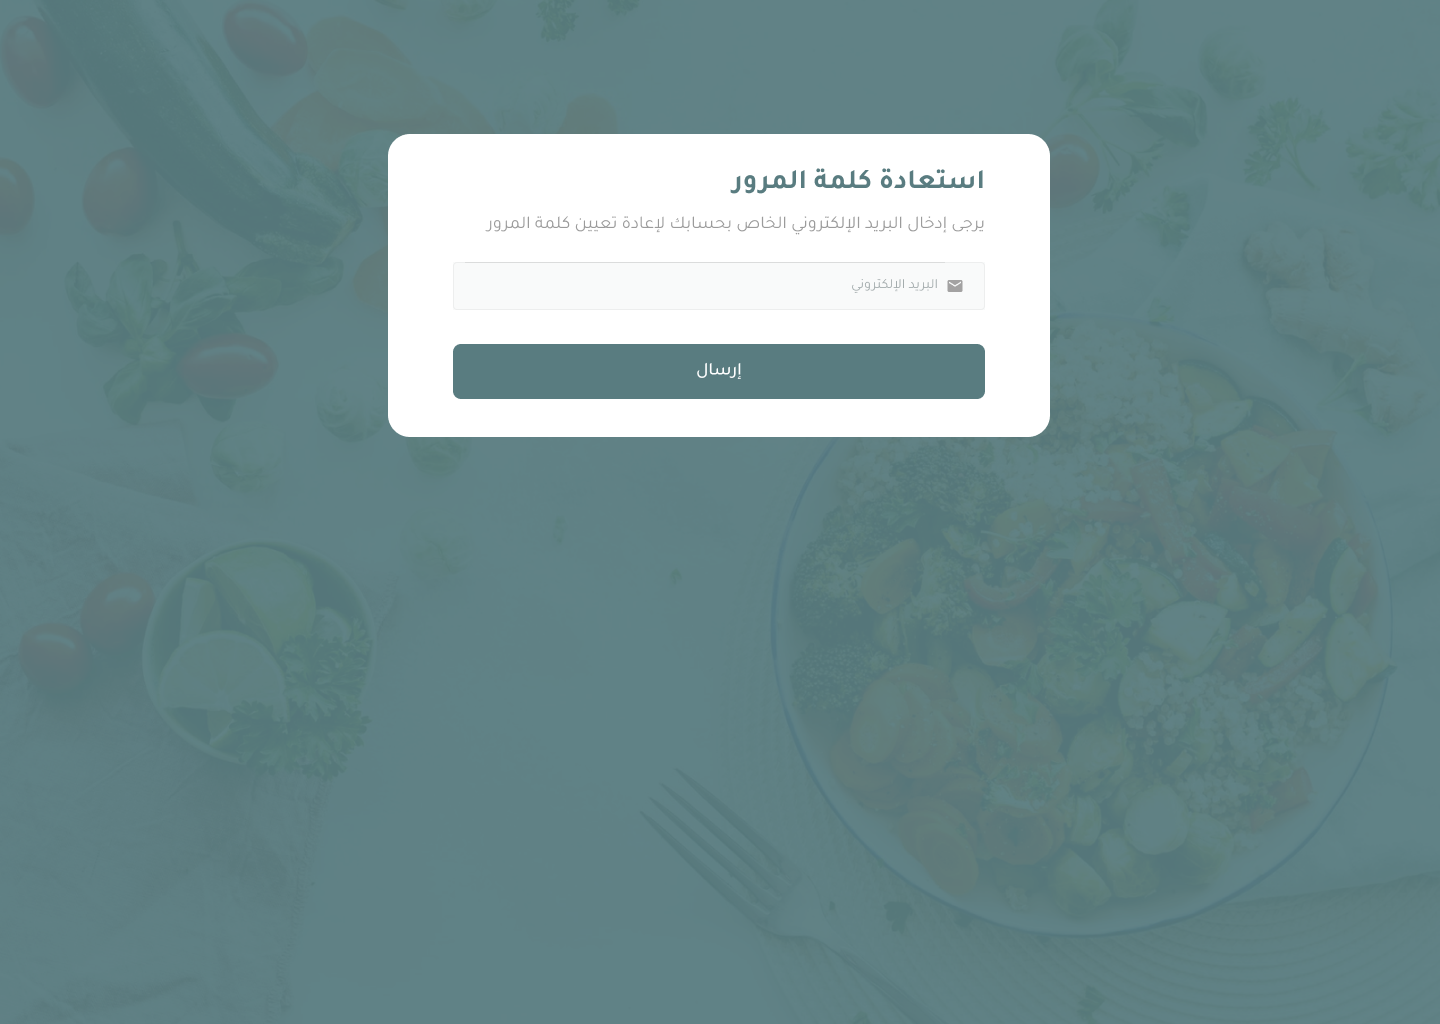 استعادة كلمة المرور
يرجى إدخال البريد الإلكتروني الخاص بحسابك لإعادة تعيين كلمة المرور
البريد الإلكتروني
إرسال